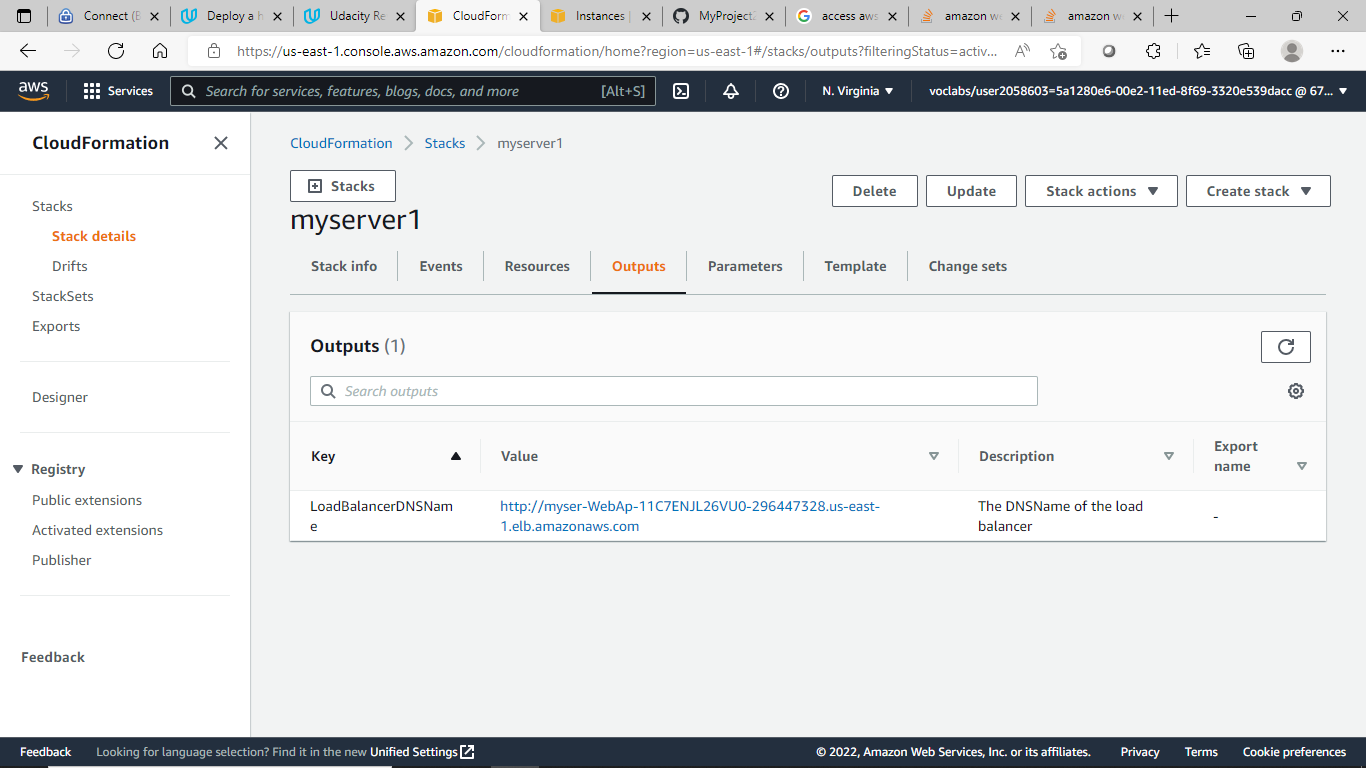 Connect (E
Deploy a h
Udacity Re
CloudForm
Instances |
MyProject2
access aws
amazon we
amazon we
https://us-east-1.console.aws.amazon.com/cloudformation/home?region=us-east-1#/stacks/outputs?filteringStatus=activ...
aws
Services
Search for services, features, blogs, docs, and more
[Alt+S]
N. Virginia
voclabs/user2058603=5a1280e6-00e2-11ed-8f69-3320e539dacc @ 67...
CloudFormation
Stacks
Stack details
Drifts
StackSets
Exports
Designer
Registry
Public extensions
Activated extensions
Publisher
Feedback
CloudFormation
Stacks
myserver1
Stacks
Delete
Update
Stack actions
Create stack
myserver1
Stack info
Events
Resources
Outputs
Parameters
Template
Change sets
Outputs (1)
Search outputs
Key
Value
Description
Export
name
LoadBalancerDNSNam
e
http://myser-WebAp-11C7ENJL26VU0-296447328.us-east-
1.elb.amazonaws.com
The DNSName of the load
balancer
-
Feedback
Looking for language selection? Find it in the new Unified Settings
© 2022, Amazon Web Services, Inc. or its affiliates.
Privacy
Terms
Cookie preferences